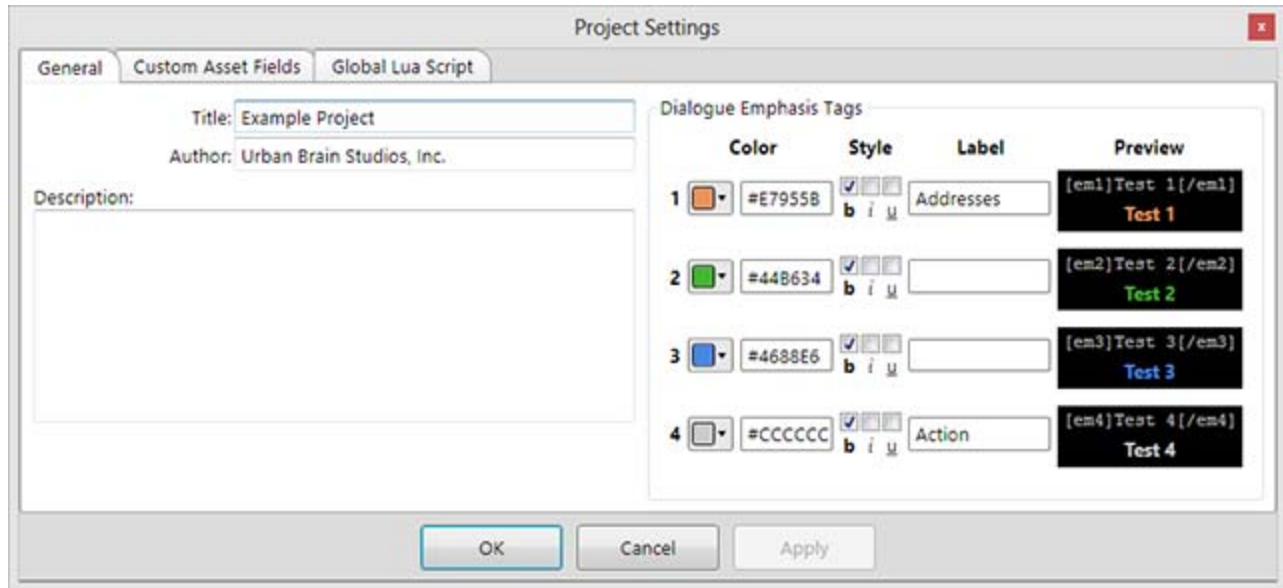 Project Settings
x
General Custom Asset Fields Global Lua Script
Title: Example Project
Author: Urban Brain Studios, Inc.
Description:
Dialogue Emphasis Tags
Color Style Label Preview
1 #E7955B b i u Addresses [em1]Test 1[/em1]
Test 1
2 #44B634 b i u [em2]Test 2[/em2]
Test 2
3 #4688E6 b i u [em3]Test 3[/em3]
Test 3
4 #CCCCCC b i u Action [em4]Test 4[/em4]
Test 4
OK Cancel Apply